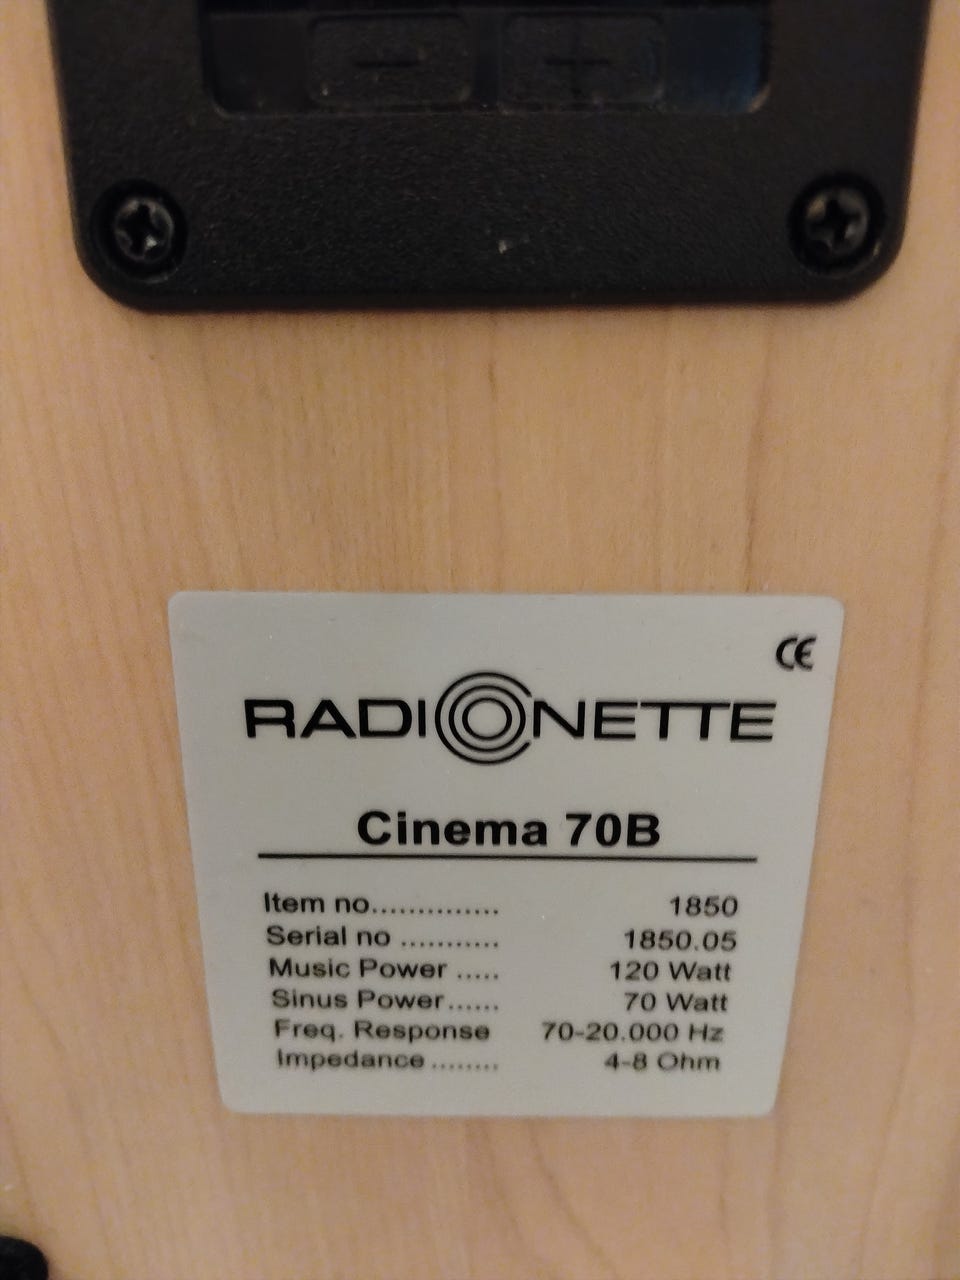 - +
CE
RADIONETTE
Cinema 70B
Item no............... 1850
Serial no ........... 1850.05
Music Power ..... 120 Watt
Sinus Power...... 70 Watt
Freq. Response 70-20.000 Hz
Impedance ........ 4-8 Ohm